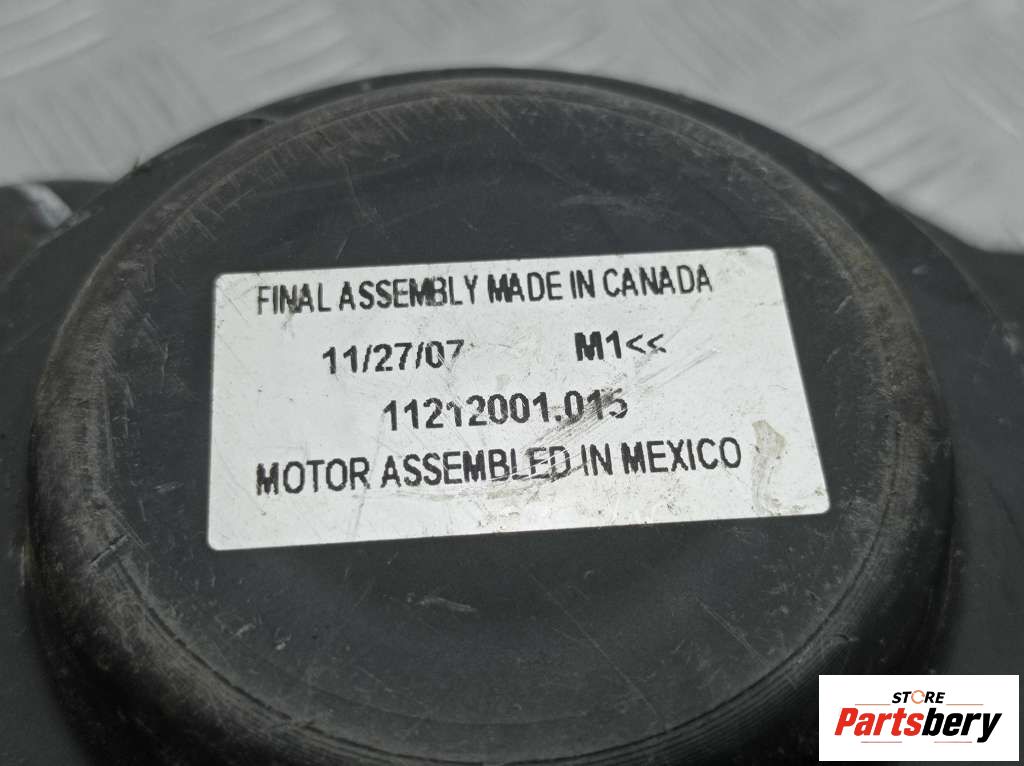 FINAL ASSEMBLY MADE IN CANADA
11/27/07 M1<<
11212001.015
MOTOR ASSEMBLED IN MEXICO
STORE
Partsbery